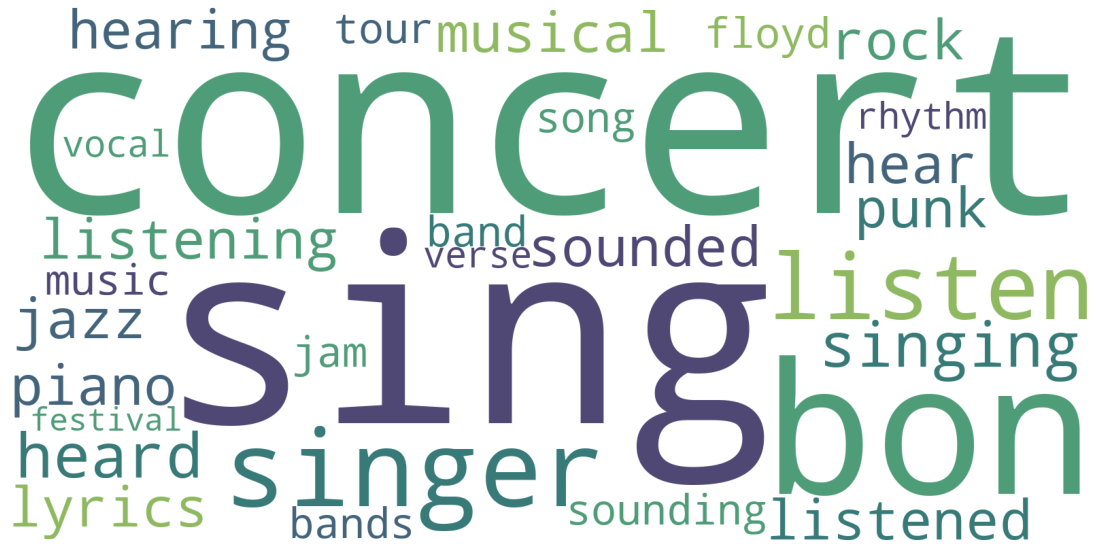 hearing
tour
musical
floyd
rock
concert
vocal
song
rhythm
hear
punk
listening
band
verse
sounded
music
sing
listen
jazz
jam
singing
piano
bon
festival
heard
singer
lyrics
bands
sounding
listened